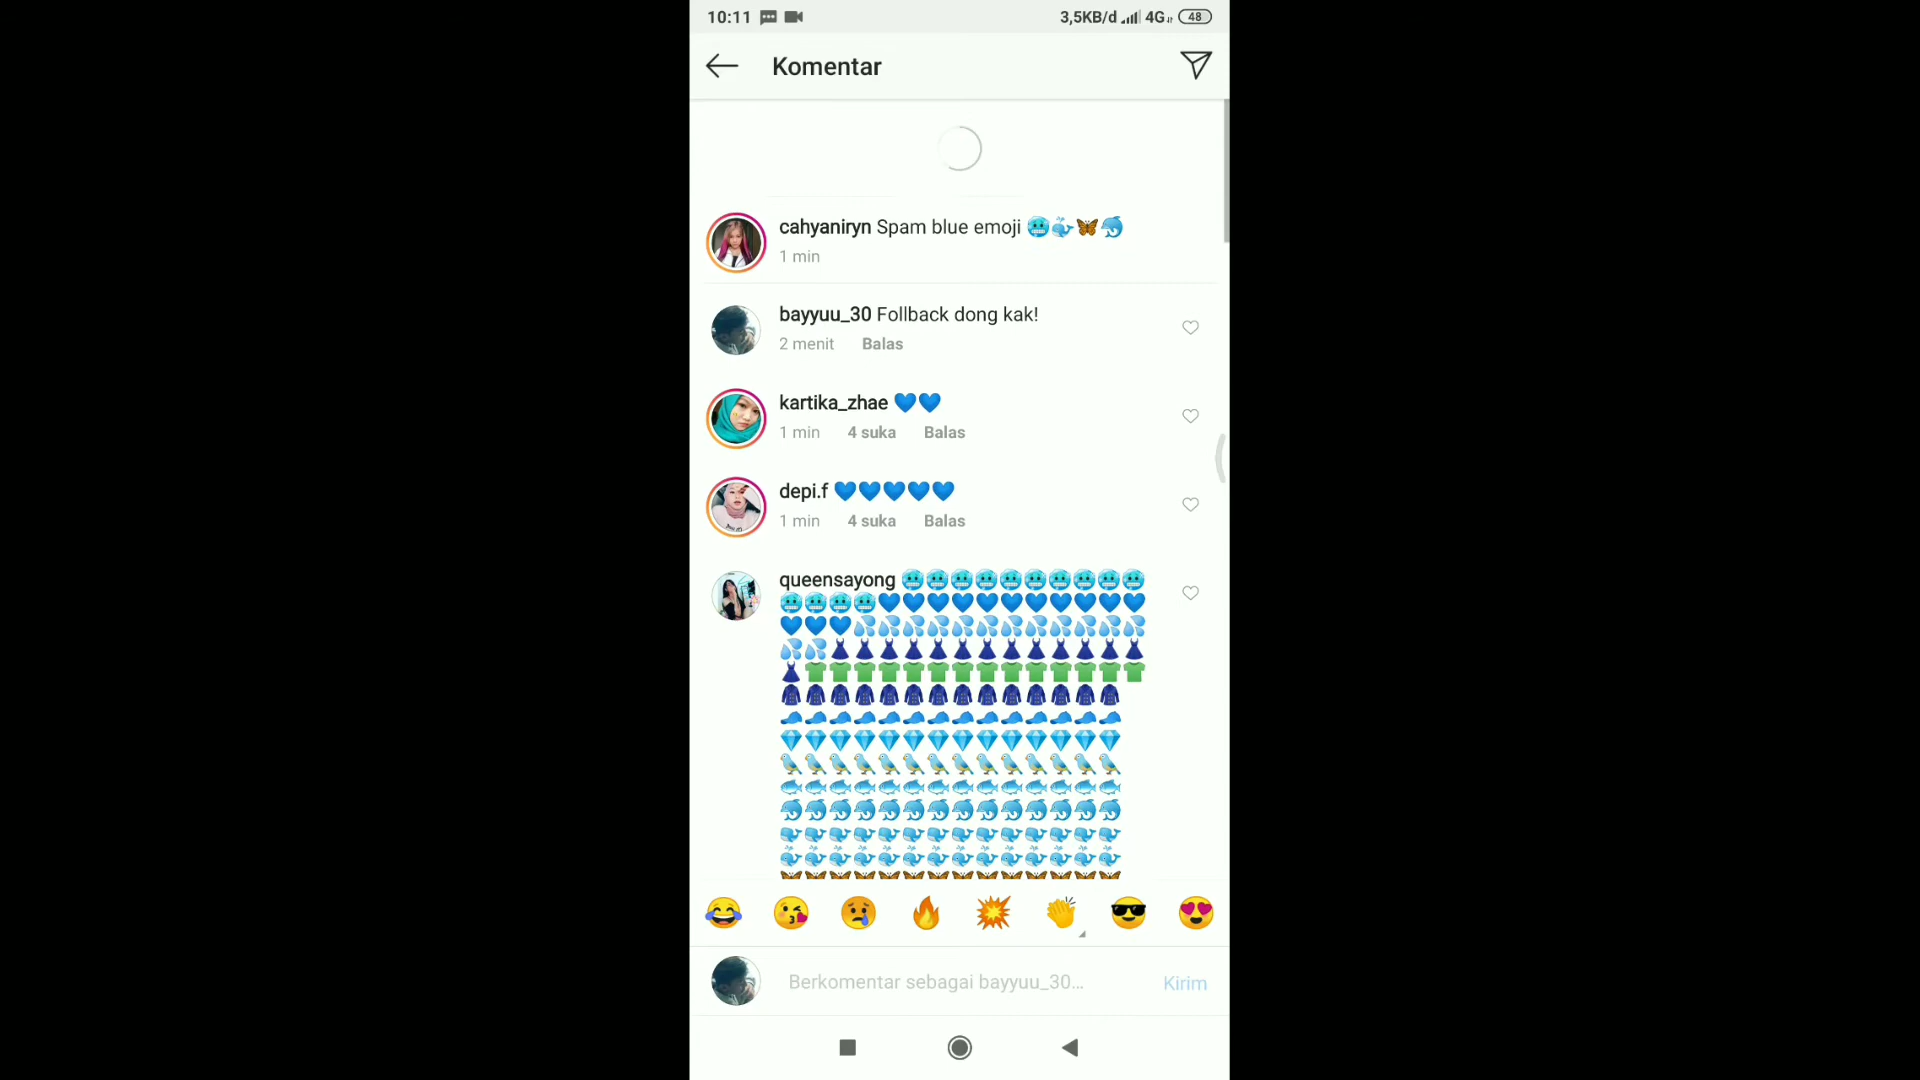 10:11 3,5KB/d 4G 48
Komentar
cahyaniryn Spam blue emoji 🥶🐳🦋🐬
1 min
bayyuu_30 Follback dong kak!
2 menit Balas
kartika_zhae 💙💙
1 min 4 suka Balas
depi.f 💙💙💙💙💙
1 min 4 suka Balas
queensayong 🥶🥶🥶🥶🥶🥶🥶🥶🥶🥶
🥶🥶🥶🥶💙💙💙💙💙💙💙💙💙💙💙
💙💙💙💦💦💦💦💦💦💦💦💦💦💦💦
💦💦👗👗👗👗👗👗👗👗👗👗👗👗👗
👗👕👕👕👕👕👕👕👕👕👕👕👕👕👕
🧥🧥🧥🧥🧥🧥🧥🧥🧥🧥🧥🧥🧥🧥
🧢🧢🧢🧢🧢🧢🧢🧢🧢🧢🧢🧢🧢🧢
💎💎💎💎💎💎💎💎💎💎💎💎💎💎
🐦🐦🐦🐦🐦🐦🐦🐦🐦🐦🐦🐦🐦🐦
🐟🐟🐟🐟🐟🐟🐟🐟🐟🐟🐟🐟🐟🐟
🐬🐬🐬🐬🐬🐬🐬🐬🐬🐬🐬🐬🐬🐬
🐋🐋🐋🐋🐋🐋🐋🐋🐋🐋🐋🐋🐋🐋
🐳🐳🐳🐳🐳🐳🐳🐳🐳🐳🐳🐳🐳🐳
🦋🦋🦋🦋🦋🦋🦋🦋🦋🦋🦋🦋🦋🦋
😂 😘 😢 🔥 💥 👏 😎 😍
Berkomentar sebagai bayyuu_30... Kirim